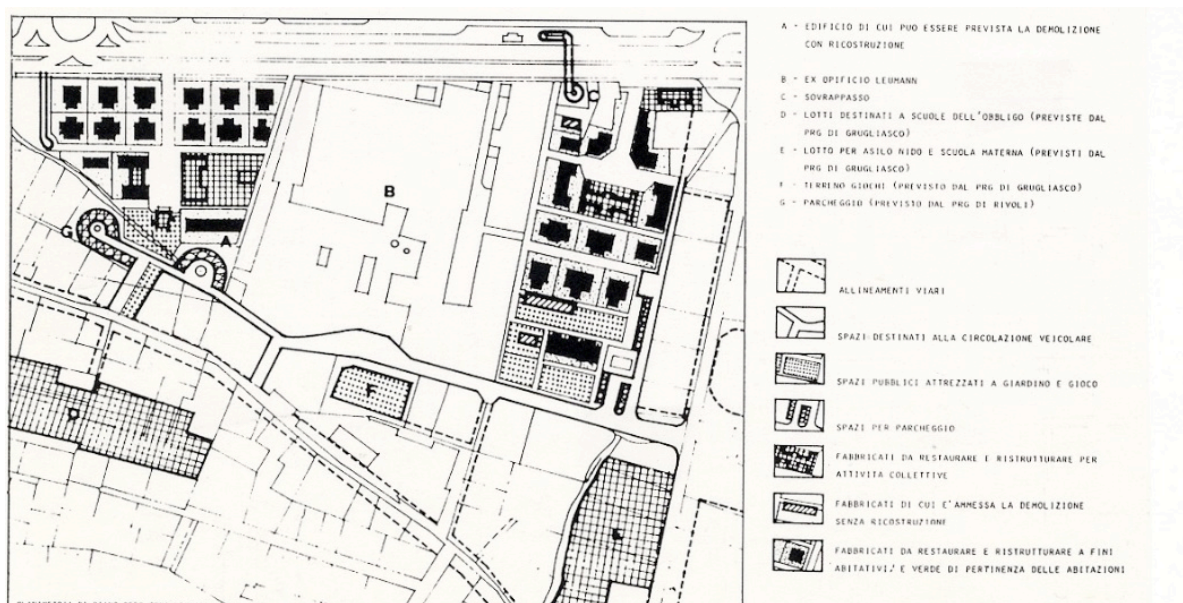 A - EDIFICIO DI CUI PUO ESSERE PREVISTA LA DEMOLIZIONE
CON RICOSTRUZIONE
B - EX OPIFICIO LEUMANN
C - SOVRAPPASSO
D - LOTTI DESTINATI A SCUOLE DELL'OBBLIGO (PREVISTE DAL
PRG DI GRUGLIASCO)
E - LOTTO PER ASILO NIDO E SCUOLA MATERNA (PREVISTI DAL
PRG DI GRUGLIASCO)
F - TERRENO GIOCHI (PREVISTO DAL PRG DI GRUGLIASCO)
G - PARCHEGGIO (PREVISTO DAL PRG DI RIVOLI)
ALLINEAMENTI VIARI
SPAZI DESTINATI ALLA CIRCOLAZIONE VEICOLARE
SPAZI PUBBLICI ATTREZZATI A GIARDINO E GIOCO
SPAZI PER PARCHEGGIO
FABBRICATI DA RESTAURARE E RISTRUTTURARE PER
ATTIVITA COLLETTIVE
FABBRICATI DI CUI E'AMMESSA LA DEMOLIZIONE
SENZA RICOSTRUZIONE
FABBRICATI DA RESTAURARE E RISTRUTTURARE A FINI
ABITATIVI, E VERDE DI PERTINENZA DELLE ABITAZIONI
C
B
G
A
F
D
E